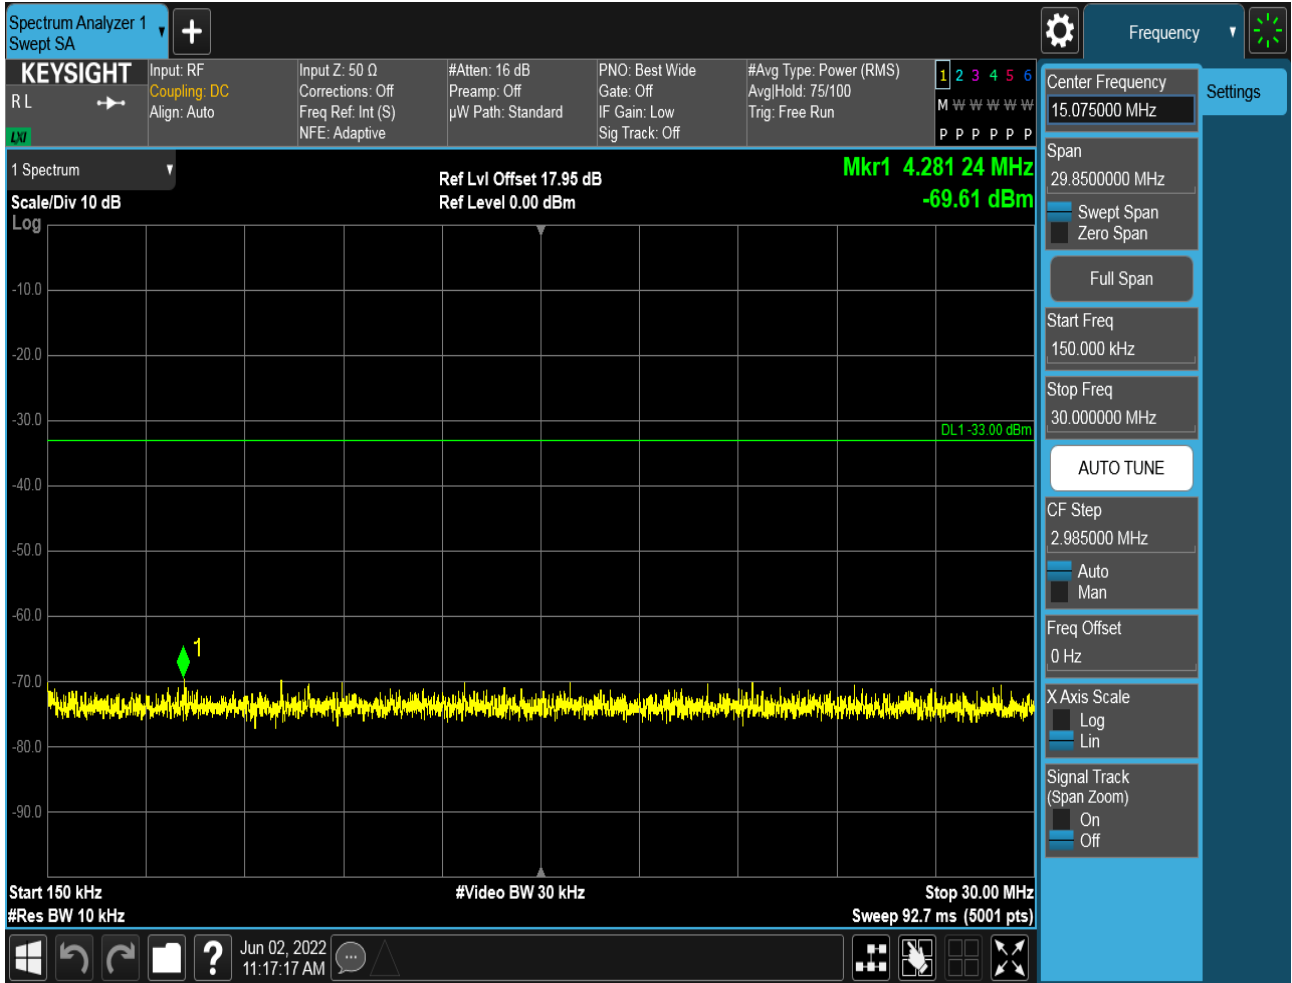 Spectrum Analyzer 1
Swept SA
Frequency
KEYSIGHT
R L
LXI
Input: RF
Coupling: DC
Align: Auto
Input Z: 50 Ω
Corrections: Off
Freq Ref: Int (S)
NFE: Adaptive
#Atten: 16 dB
Preamp: Off
µW Path: Standard
PNO: Best Wide
Gate: Off
IF Gain: Low
Sig Track: Off
#Avg Type: Power (RMS)
Avg|Hold: 75/100
Trig: Free Run
1 2 3 4 5 6
M W W W W W
P P P P P P
1 Spectrum
Scale/Div 10 dB
Log
Ref Lvl Offset 17.95 dB
Ref Level 0.00 dBm
Mkr1 4.281 24 MHz
-69.61 dBm
-10.0
-20.0
-30.0
DL1 -33.00 dBm
-40.0
-50.0
-60.0
1
-70.0
-80.0
-90.0
Start 150 kHz
#Res BW 10 kHz
#Video BW 30 kHz
Stop 30.00 MHz
Sweep 92.7 ms (5001 pts)
Jun 02, 2022
11:17:17 AM
Center Frequency
15.075000 MHz
Settings
Span
29.8500000 MHz
Swept Span
Zero Span
Full Span
Start Freq
150.000 kHz
Stop Freq
30.000000 MHz
AUTO TUNE
CF Step
2.985000 MHz
Auto
Man
Freq Offset
0 Hz
X Axis Scale
Log
Lin
Signal Track
(Span Zoom)
On
Off